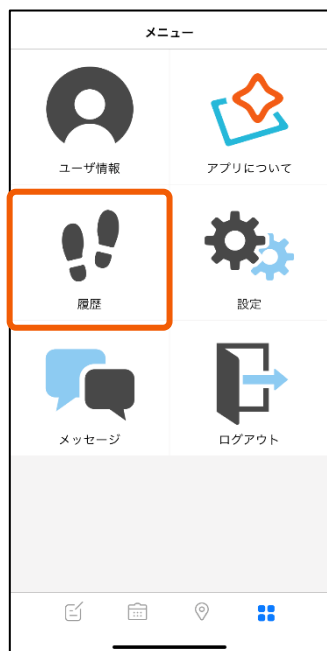 メニュー
ユーザ情報
アプリについて
履歴
設定
メッセージ
ログアウト